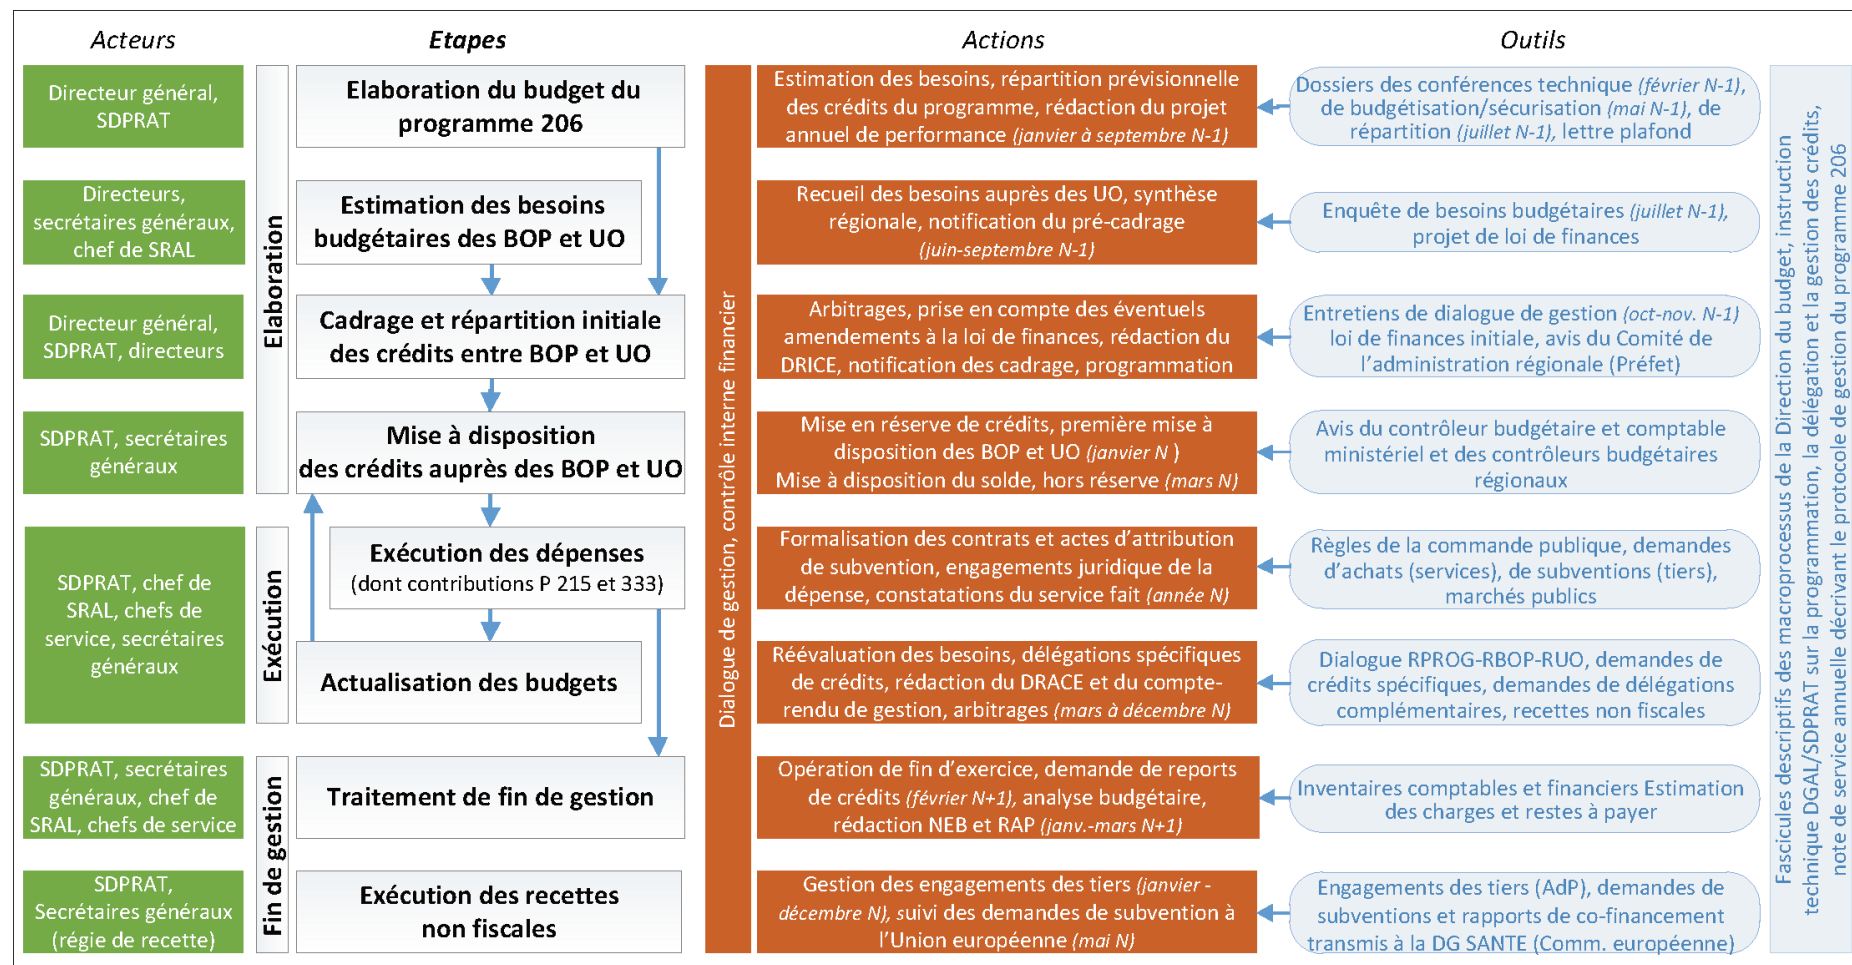 Acteurs
Etapes
Actions
Outils
Directeur général,
SDPRAT
Elaboration
Elaboration du budget du
programme 206
Dialogue de gestion, contrôle interne financier
Estimation des besoins, répartition prévisionnelle
des crédits du programme, rédaction du projet
annuel de performance (janvier à septembre N-1)
Dossiers des conférences technique (février N-1),
de budgétisation/sécurisation (mai N-1), de
répartition (juillet N-1), lettre plafond
Fascicules descriptifs des macroprocessus de la Direction du budget, instruction
technique DGAL/SDPRAT sur la programmation, la délégation et la gestion des crédits,
note de service annuelle décrivant le protocole de gestion du programme 206
Directeurs,
secrétaires généraux,
chef de SRAL
Estimation des besoins
budgétaires des BOP et UO
Recueil des besoins auprès des UO, synthèse
régionale, notification du pré-cadrage
(juin-septembre N-1)
Enquête de besoins budgétaires (juillet N-1),
projet de loi de finances
Directeur général,
SDPRAT, directeurs
Cadrage et répartition initiale
des crédits entre BOP et UO
Arbitrages, prise en compte des éventuels
amendements à la loi de finances, rédaction du
DRICE, notification des cadrage, programmation
Entretiens de dialogue de gestion (oct-nov. N-1)
loi de finances initiale, avis du Comité de
l'administration régionale (Préfet)
SDPRAT, secrétaires
généraux
Mise à disposition
des crédits auprès des BOP et UO
Mise en réserve de crédits, première mise à
disposition des BOP et UO (janvier N )
Mise à disposition du solde, hors réserve (mars N)
Avis du contrôleur budgétaire et comptable
ministériel et des contrôleurs budgétaires
régionaux
SDPRAT, chef de
SRAL, chefs de
service, secrétaires
généraux
Exécution
Exécution des dépenses
(dont contributions P 215 et 333)
Formalisation des contrats et actes d'attribution
de subvention, engagements juridique de la
dépense, constatations du service fait (année N)
Règles de la commande publique, demandes
d'achats (services), de subventions (tiers),
marchés publics
Actualisation des budgets
Réévaluation des besoins, délégations spécifiques
de crédits, rédaction du DRACE et du compte-
rendu de gestion, arbitrages (mars à décembre N)
Dialogue RPROG-RBOP-RUO, demandes de
crédits spécifiques, demandes de délégations
complémentaires, recettes non fiscales
SDPRAT, secrétaires
généraux, chef de
SRAL, chefs de service
Fin de gestion
Traitement de fin de gestion
Opération de fin d'exercice, demande de reports
de crédits (février N+1), analyse budgétaire,
rédaction NEB et RAP (janv.-mars N+1)
Inventaires comptables et financiers Estimation
des charges et restes à payer
SDPRAT,
Secrétaires généraux
(régie de recette)
Exécution des recettes
non fiscales
Gestion des engagements des tiers (janvier -
décembre N), suivi des demandes de subvention à
l'Union européenne (mai N)
Engagements des tiers (AdP), demandes de
subventions et rapports de co-financement
transmis à la DG SANTE (Comm. européenne)